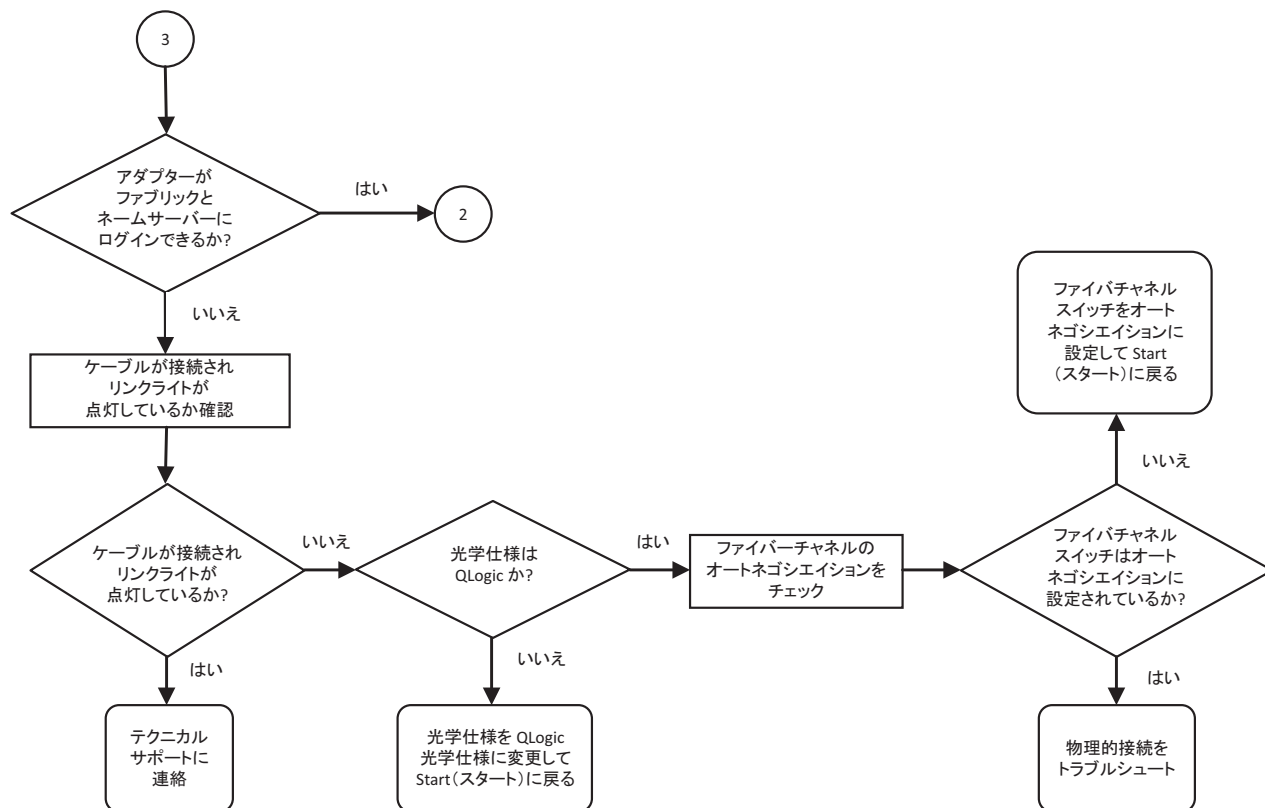 3
アダプターが
ファブリックと
ネームサーバーに
ログインできるか?
はい
2
いいえ
ケーブルが接続され
リンクライトが
点灯しているか確認
ケーブルが接続され
リンクライトが
点灯しているか?
いいえ
はい
テクニカル
サポートに
連絡
光学仕様は
QLogic か?
はい
いいえ
光学仕様を QLogic
光学仕様に変更して
Start(スタート)に戻る
ファイバーチャネルの
オートネゴシエイションを
チェック
ファイバチャネル
スイッチはオート
ネゴシエイションに
設定されているか?
いいえ
ファイバチャネル
スイッチをオート
ネゴシエイションに
設定して Start
(スタート)に戻る
はい
物理的接続を
トラブルシュート